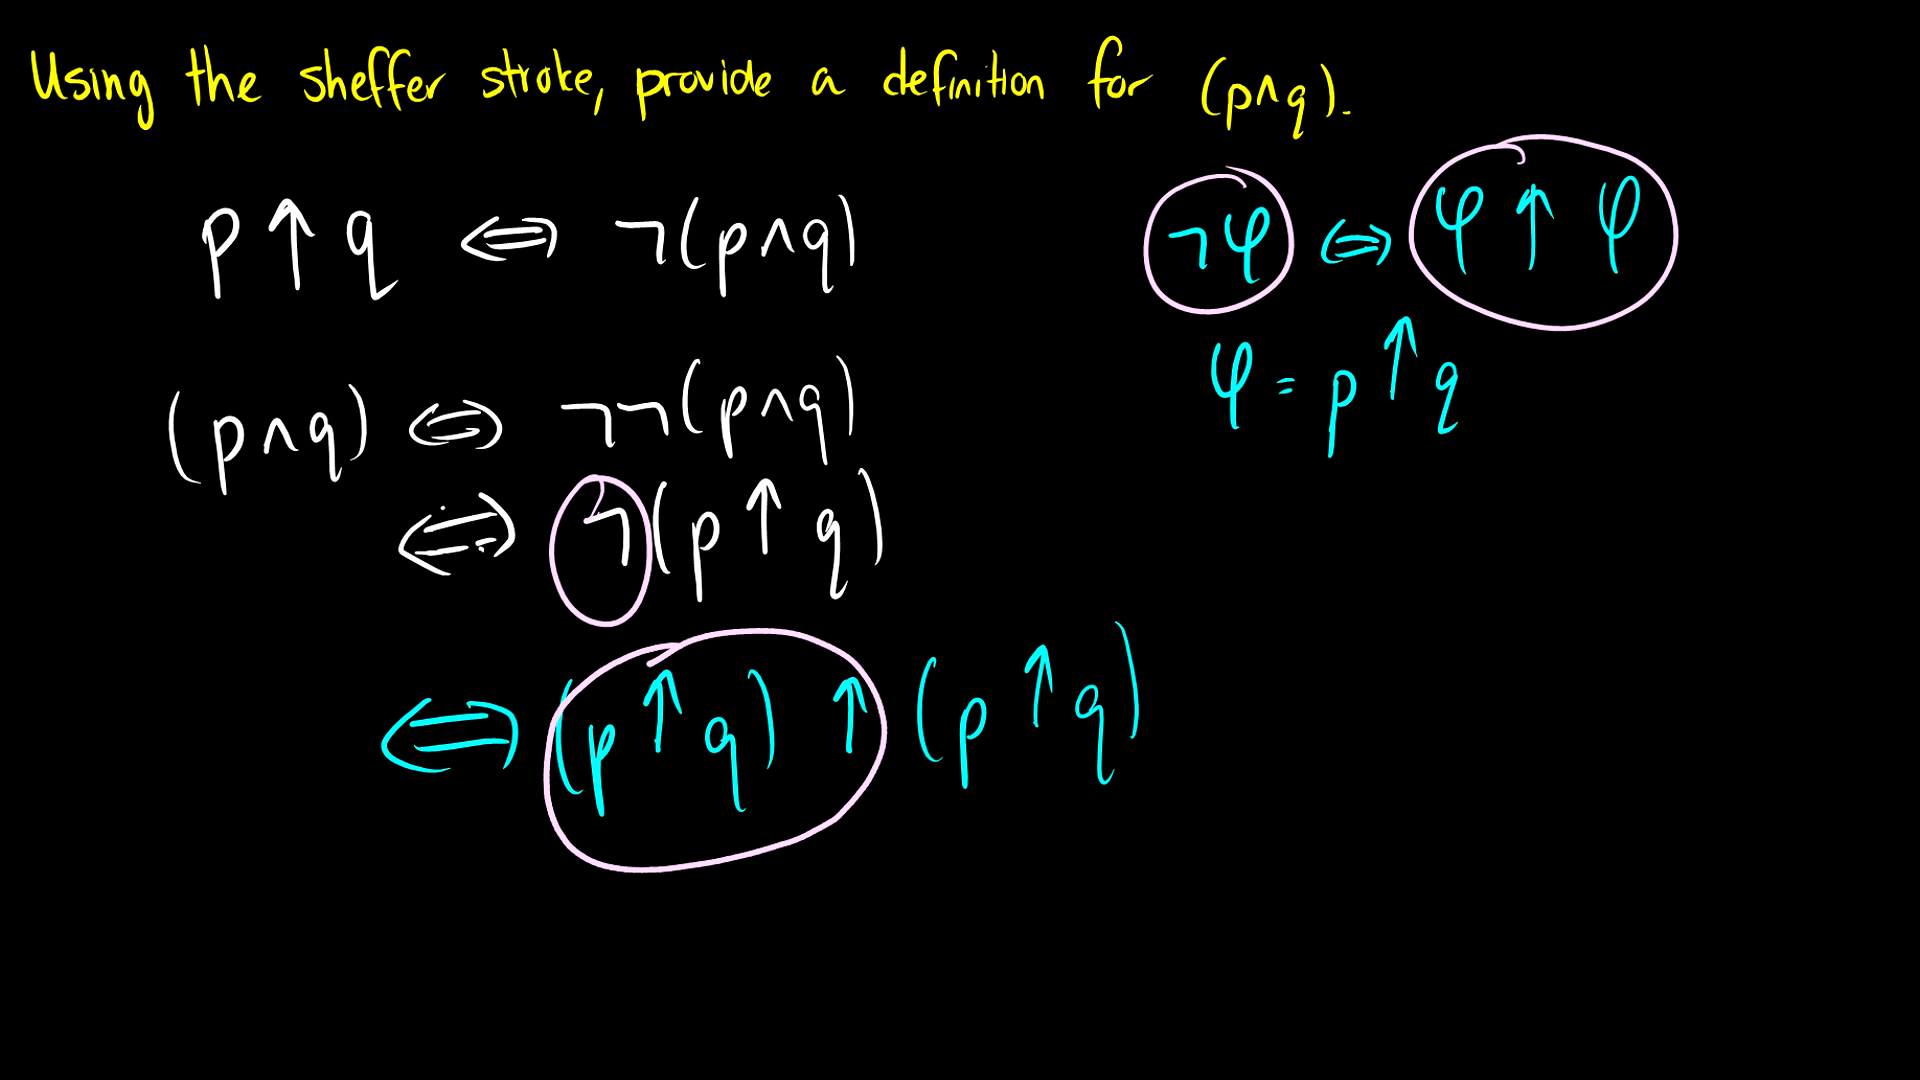 Using the sheffer stroke, provide a definition for (p∧q).
p ↑ q ⇔ ¬(p∧q)
¬φ ⇔ φ ↑ φ
φ = p ↑ q
(p∧q) ⇔ ¬¬(p∧q)
⇔ ¬(p ↑ q)
⇔ (p ↑ q) ↑ (p ↑ q)